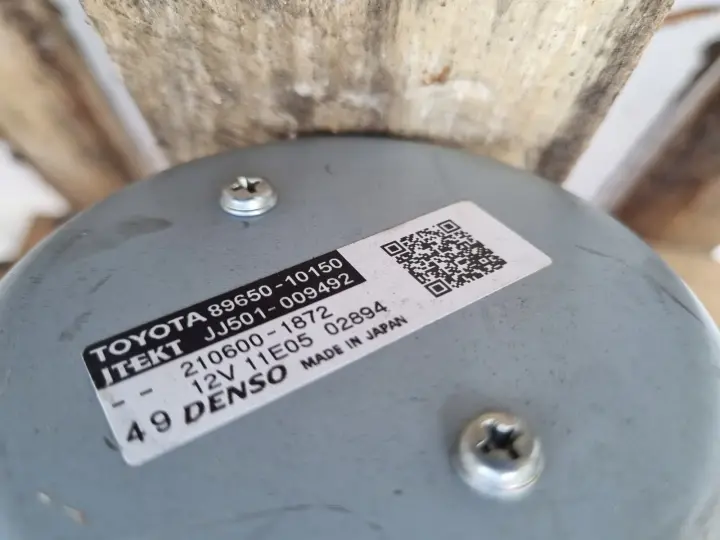 TOYOTA 89650-10150
JTEKT JJ501-009492
-- 210600-1872
12V 11E05 02894
49 DENSO MADE IN JAPAN